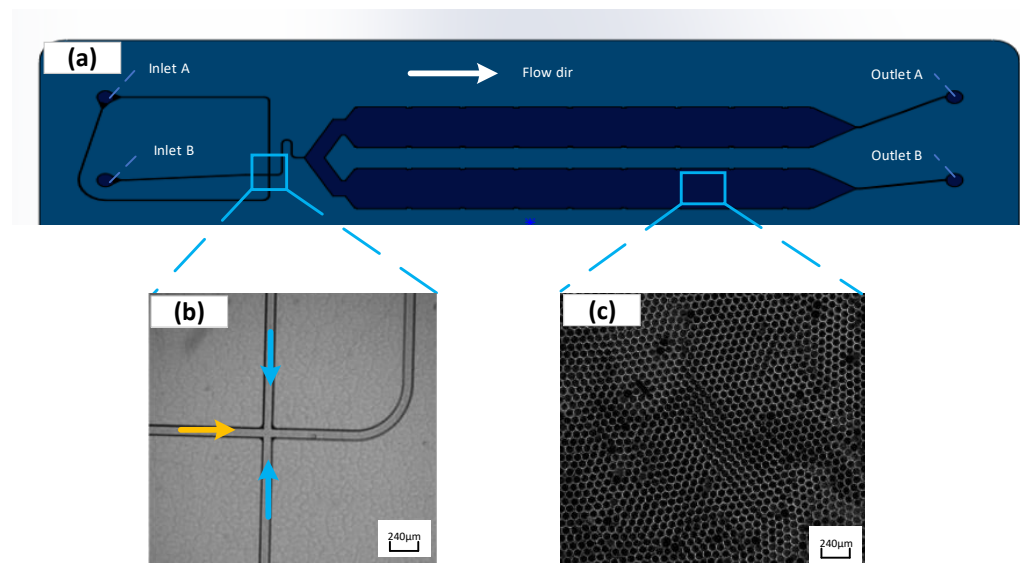 (a)
Inlet A
Flow dir
Outlet A
Inlet B
Outlet B
(b)
(c)
240µm
240µm